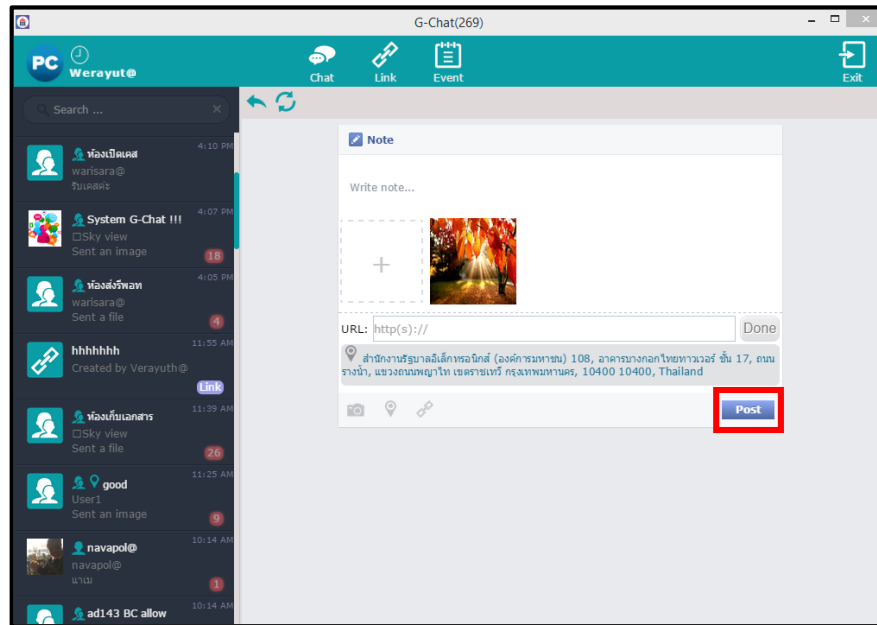 G-Chat(269)
PC
Werayut@
Chat
Link
Event
Exit
Search ...
ห้องเปิดเคส
4:10 PM
warisara@
รับเคสค่ะ
System G-Chat !!!
4:07 PM
□Sky view
Sent an image
18
ห้องส่งรีพอท
4:05 PM
warisara@
Sent a file
4
hhhhhhh
11:55 AM
Created by Verayuth@
Link
ห้องเก็บเอกสาร
11:39 AM
□Sky view
Sent a file
26
good
11:25 AM
User1
Sent an image
9
navapol@
10:14 AM
navapol@
แาเม
1
ad143 BC allow
10:14 AM
Note
Write note...
URL: http(s)://
Done
สำนักงานรัฐบาลอิเล็กทรอนิกส์ (องค์การมหาชน) 108, อาคารบางกอกไทยทาวเวอร์ ชั้น 17, ถนน
รางน้ำ, แขวงถนนพญาไท เขตราชเทวี กรุงเทพมหานคร, 10400 10400, Thailand
Post